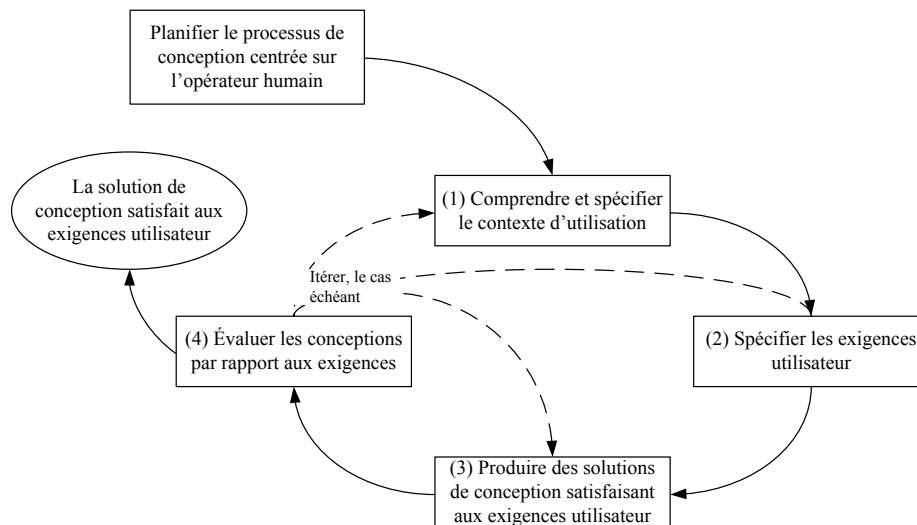 Planifier le processus de
conception centrée sur
l’opérateur humain
La solution de
conception satisfait aux
exigences utilisateur
(1) Comprendre et spécifier
le contexte d’utilisation
Itérer, le cas
échéant
(4) Évaluer les conceptions
par rapport aux exigences
(2) Spécifier les exigences
utilisateur
(3) Produire des solutions
de conception satisfaisant
aux exigences utilisateur